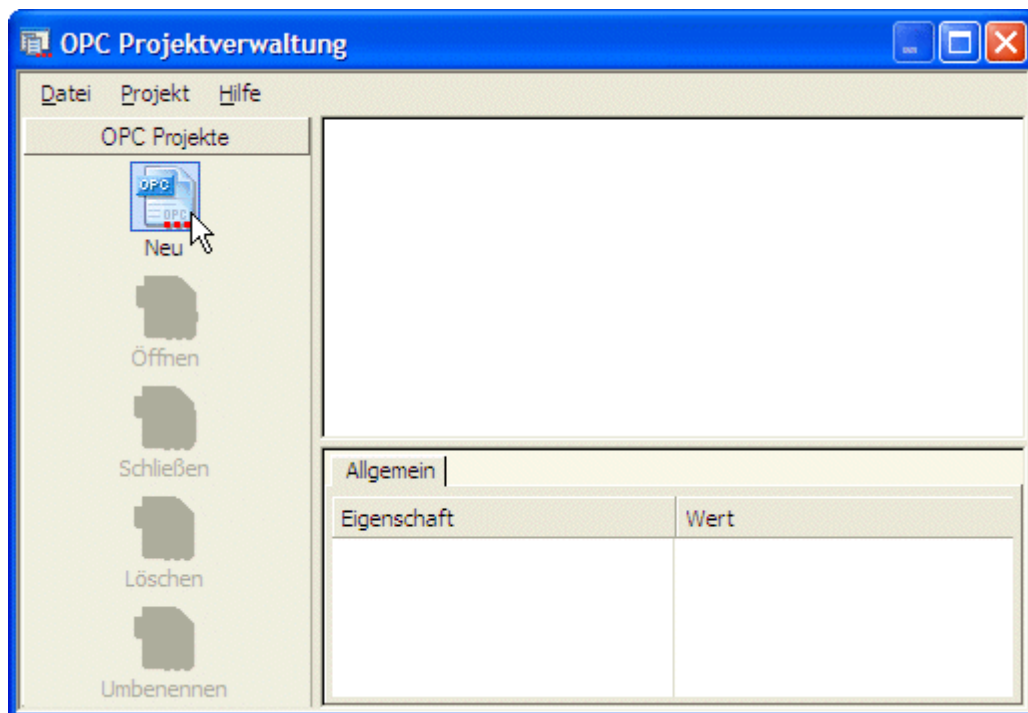 OPC Projektverwaltung
Datei Projekt Hilfe
OPC Projekte
OPC
OPC
Neu
Öffnen
Schließen
Löschen
Umbenennen
Allgemein
Eigenschaft Wert